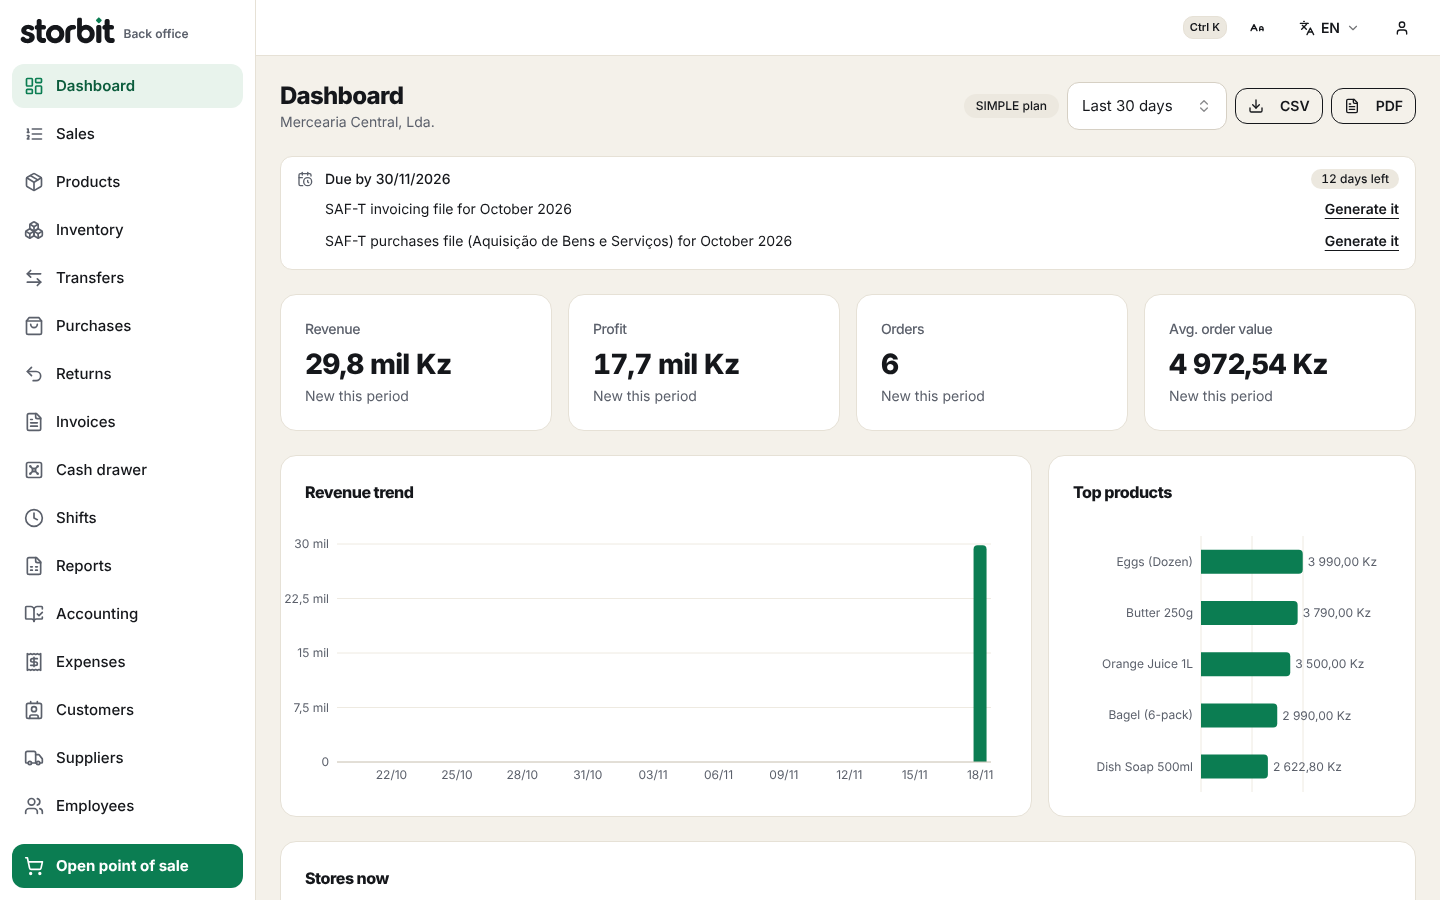 storbit Back office
Ctrl K
AA
EN
Dashboard
Sales
Products
Inventory
Transfers
Purchases
Returns
Invoices
Cash drawer
Shifts
Reports
Accounting
Expenses
Customers
Suppliers
Employees
Open point of sale
Dashboard
Mercearia Central, Lda.
SIMPLE plan
Last 30 days
CSV
PDF
Due by 30/11/2026
12 days left
SAF-T invoicing file for October 2026
Generate it
SAF-T purchases file (Aquisição de Bens e Serviços) for October 2026
Generate it
Revenue
29,8 mil Kz
New this period
Profit
17,7 mil Kz
New this period
Orders
6
New this period
Avg. order value
4 972,54 Kz
New this period
Revenue trend
30 mil
22,5 mil
15 mil
7,5 mil
0
22/10 25/10 28/10 31/10 03/11 06/11 09/11 12/11 15/11 18/11
Top products
Eggs (Dozen) 3 990,00 Kz
Butter 250g 3 790,00 Kz
Orange Juice 1L 3 500,00 Kz
Bagel (6-pack) 2 990,00 Kz
Dish Soap 500ml 2 622,80 Kz
Stores now